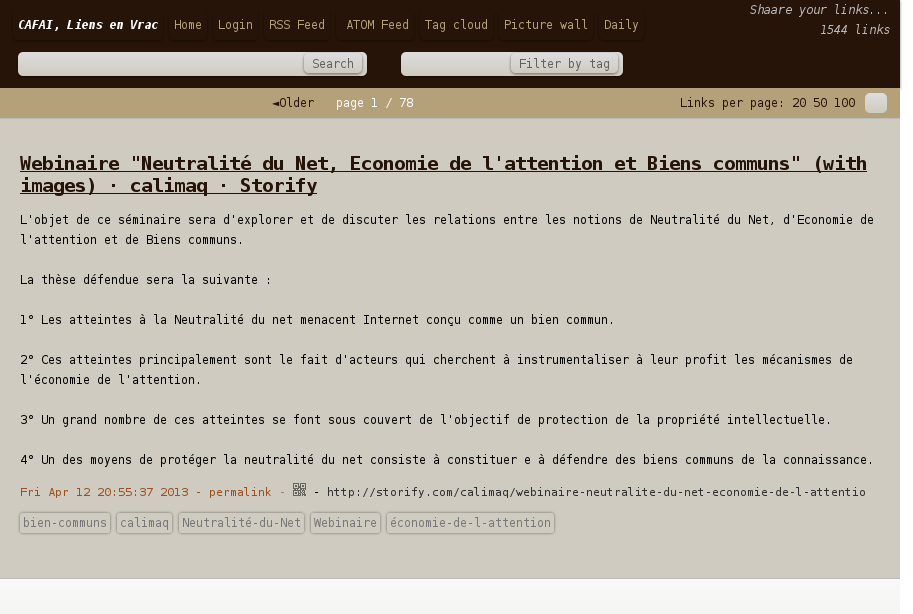 CAFAI, Liens en Vrac Home Login RSS Feed ATOM Feed Tag cloud Picture wall Daily
Shaare your links...
1544 links
Search Filter by tag
◄Older page 1 / 78 Links per page: 20 50 100
Webinaire "Neutralité du Net, Economie de l'attention et Biens communs" (with
images) · calimaq · Storify
L'objet de ce séminaire sera d'explorer et de discuter les relations entre les notions de Neutralité du Net, d'Economie de
l'attention et de Biens communs.
La thèse défendue sera la suivante :
1° Les atteintes à la Neutralité du net menacent Internet conçu comme un bien commun.
2° Ces atteintes principalement sont le fait d'acteurs qui cherchent à instrumentaliser à leur profit les mécanismes de
l'économie de l'attention.
3° Un grand nombre de ces atteintes se font sous couvert de l'objectif de protection de la propriété intellectuelle.
4° Un des moyens de protéger la neutralité du net consiste à constituer e à défendre des biens communs de la connaissance.
Fri Apr 12 20:55:37 2013 - permalink - - http://storify.com/calimaq/webinaire-neutralite-du-net-economie-de-l-attentio
bien-communs calimaq Neutralité-du-Net Webinaire économie-de-l-attention